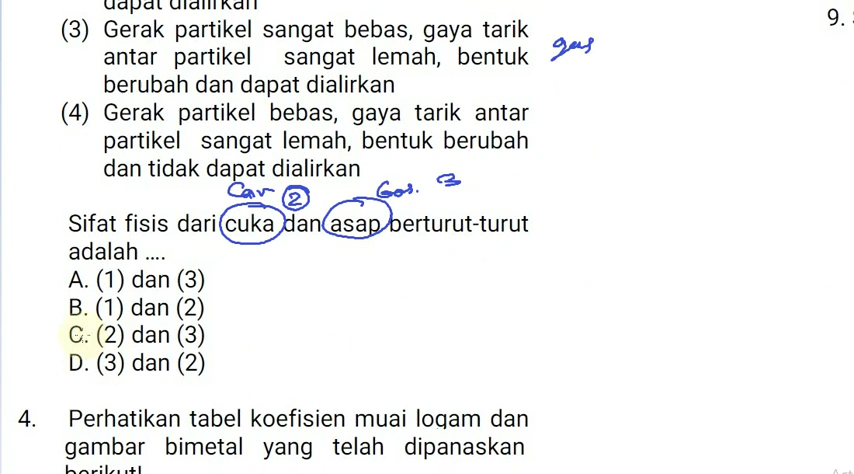 dapat dialirkan
9.
(3) Gerak partikel sangat bebas, gaya tarik
antar partikel sangat lemah, bentuk gas
berubah dan dapat dialirkan
(4) Gerak partikel bebas, gaya tarik antar
partikel sangat lemah, bentuk berubah
dan tidak dapat dialirkan
Cair 2 Gas. 3
Sifat fisis dari cuka dan asap berturut-turut
adalah ....
A. (1) dan (3)
B. (1) dan (2)
C. (2) dan (3)
D. (3) dan (2)
4. Perhatikan tabel koefisien muai logam dan
gambar bimetal yang telah dipanaskan
berikut!